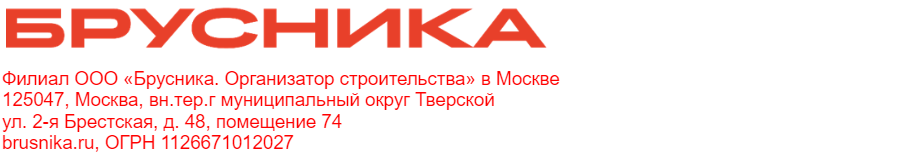 БРУСНИКА
Филиал ООО «Брусника. Организатор строительства» в Москве
125047, Москва, вн.тер.г муниципальный округ Тверской
ул. 2-я Брестская, д. 48, помещение 74
brusnika.ru, ОГРН 1126671012027